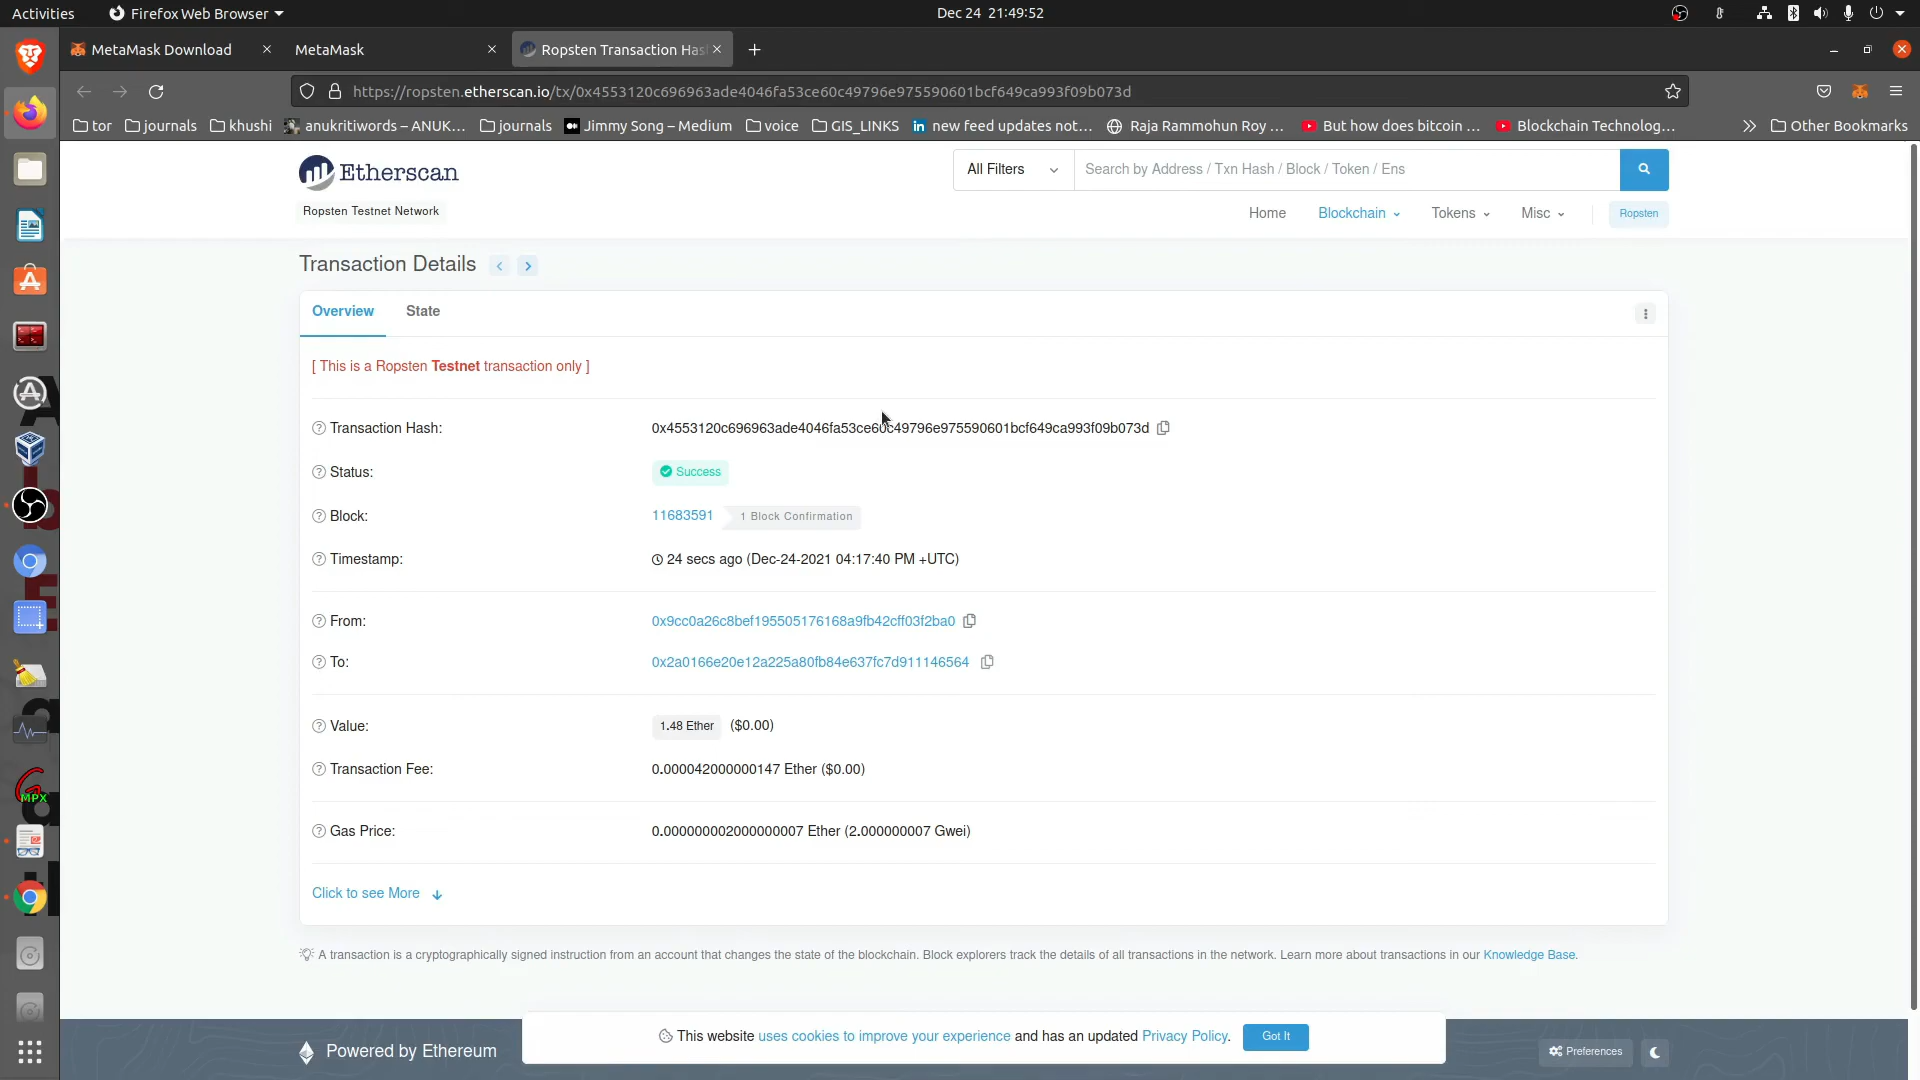 Activities
Firefox Web Browser
Dec 24 21:49:52
MetaMask Download
MetaMask
Ropsten Transaction Has
https://ropsten.etherscan.io/tx/0x4553120c696963ade4046fa53ce60c49796e975590601bcf649ca993f09b073d
tor
journals
khushi
anukritiwords – ANUK...
journals
Jimmy Song – Medium
voice
GIS_LINKS
new feed updates not...
Raja Rammohun Roy ...
But how does bitcoin ...
Blockchain Technolog...
Other Bookmarks
Etherscan
All Filters
Search by Address / Txn Hash / Block / Token / Ens
Ropsten Testnet Network
Home
Blockchain
Tokens
Misc
Ropsten
Transaction Details
Overview
State
[ This is a Ropsten Testnet transaction only ]
Transaction Hash:
0x4553120c696963ade4046fa53ce60c49796e975590601bcf649ca993f09b073d
Status:
Success
Block:
11683591
1 Block Confirmation
Timestamp:
24 secs ago (Dec-24-2021 04:17:40 PM +UTC)
From:
0x9cc0a26c8bef195505176168a9fb42cff03f2ba0
To:
0x2a0166e20e12a225a80fb84e637fc7d911146564
Value:
1.48 Ether
($0.00)
Transaction Fee:
0.000042000000147 Ether ($0.00)
Gas Price:
0.000000002000000007 Ether (2.000000007 Gwei)
Click to see More
A transaction is a cryptographically signed instruction from an account that changes the state of the blockchain. Block explorers track the details of all transactions in the network. Learn more about transactions in our Knowledge Base.
This website uses cookies to improve your experience and has an updated Privacy Policy.
Got It
Powered by Ethereum
Preferences
MPX